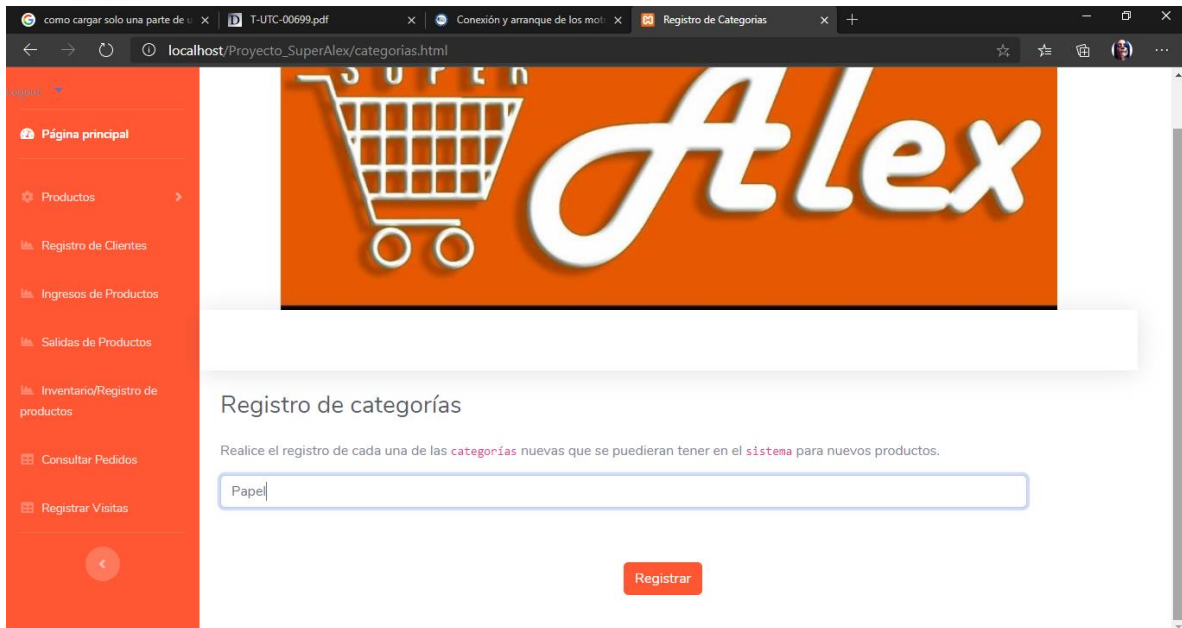 como cargar solo una parte de u
T-UTC-00699.pdf
Conexión y arranque de los mot
Registro de Categorias
localhost/Proyecto_SuperAlex/categorias.html
SUPER
Alex
Página principal
Productos
Registro de Clientes
Ingresos de Productos
Salidas de Productos
Inventario/Registro de
productos
Consultar Pedidos
Registrar Visitas
Registro de categorías
Realice el registro de cada una de las categorías nuevas que se puedieran tener en el sistema para nuevos productos.
Papel
Registrar